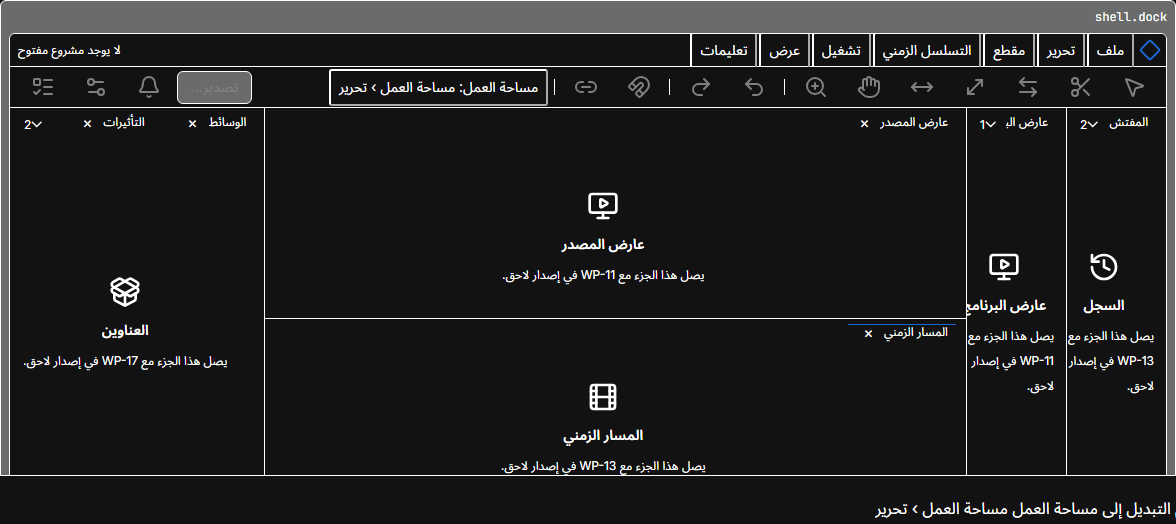 shell.dock
ملف تحرير مقطع التسلسل الزمني تشغيل عرض تعليمات لا يوجد مشروع مفتوح
مساحة العمل: مساحة العمل › تحرير تصدير...
المفتش 2
السجل
يصل هذا الجزء مع
WP-13 في إصدار
لاحق.
عارض الب 1
عارض البرنامج
يصل هذا الجزء مع
WP-11 في إصدار
لاحق.
عارض المصدر ×
عارض المصدر
يصل هذا الجزء مع WP-11 في إصدار لاحق.
المسار الزمني ×
المسار الزمني
يصل هذا الجزء مع WP-13 في إصدار لاحق.
الوسائط × التأثيرات × 2
العناوين
يصل هذا الجزء مع WP-17 في إصدار لاحق.
التبديل إلى مساحة العمل مساحة العمل › تحرير